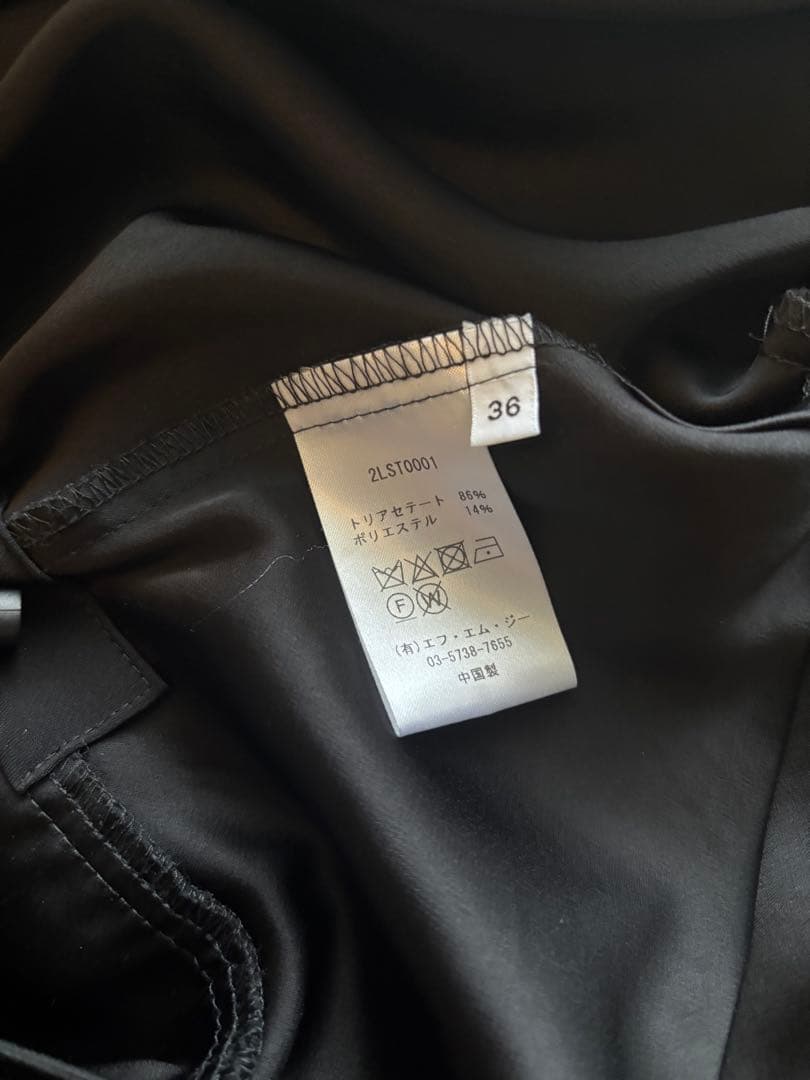 36
2LST0001
トリアセテート 86%
ポリエステル 14%
F W
(有)エフ・エム・ジー
03-5738-7655
中国製